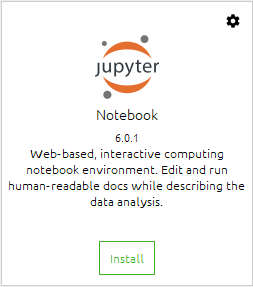 jupyter
Notebook
6.0.1
Web-based, interactive computing
notebook environment. Edit and run
human-readable docs while describing the
data analysis.
Install